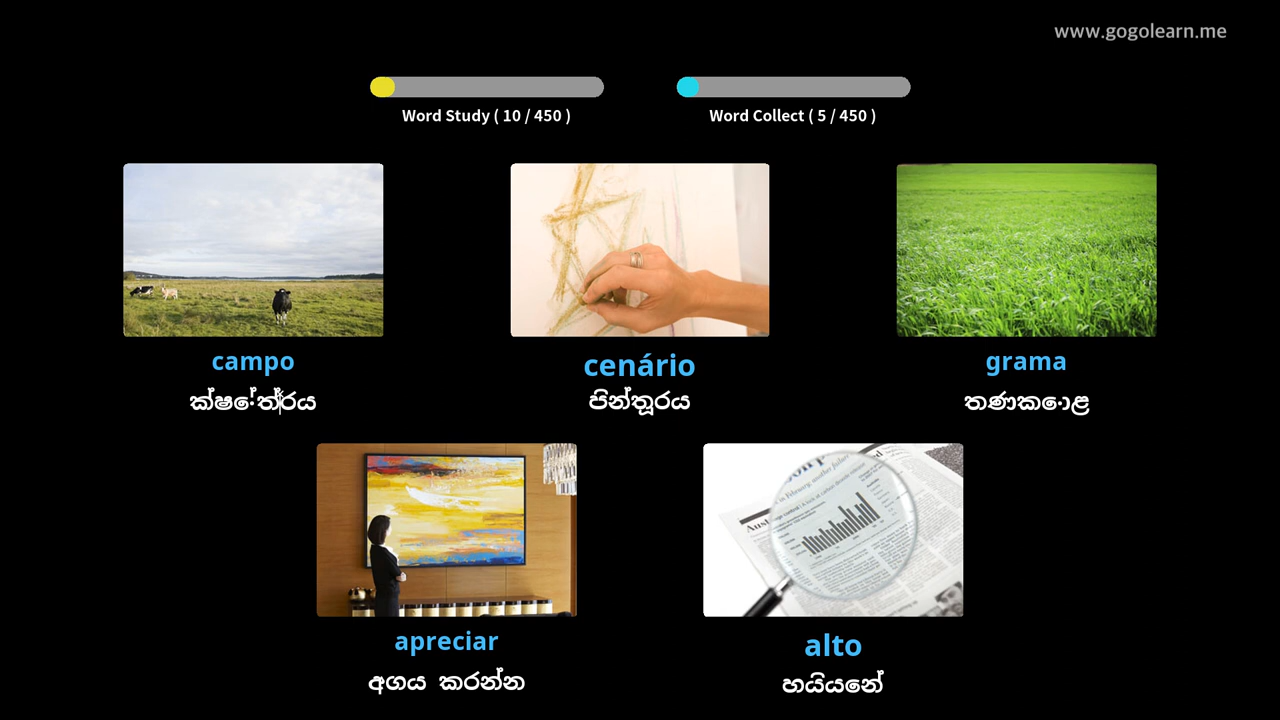 www.gogolearn.me
Word Study ( 10 / 450 )
Word Collect ( 5 / 450 )
campo
cenário
grama
ක්ෂේත්‍රය
පින්තූරය
තණකොළ
apreciar
alto
අගය කරන්න
හයියනේ